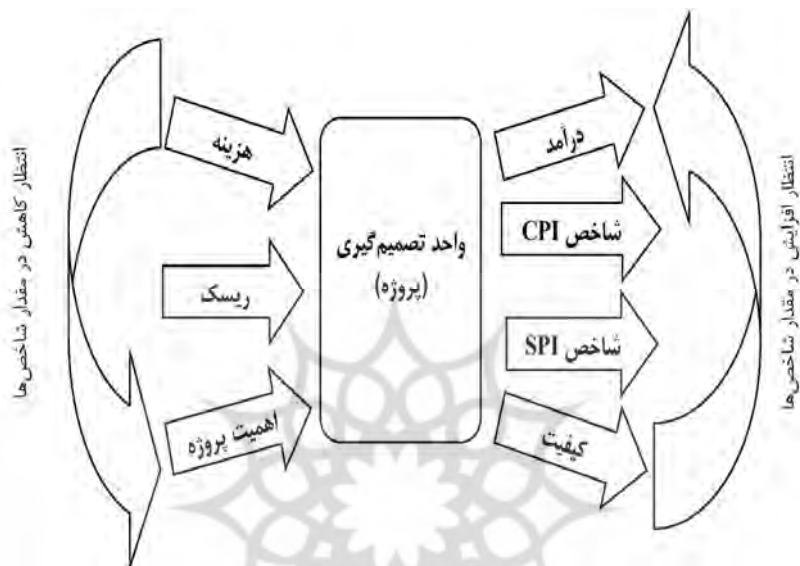 انتظار افزایش در مقدار شاخص‌ها
درآمد
شاخص CPI
شاخص SPI
کیفیت
واحد تصمیم‌گیری
(پروژه)
هزینه
ریسک
اهمیت پروژه
انتظار کاهش در مقدار شاخص‌ها